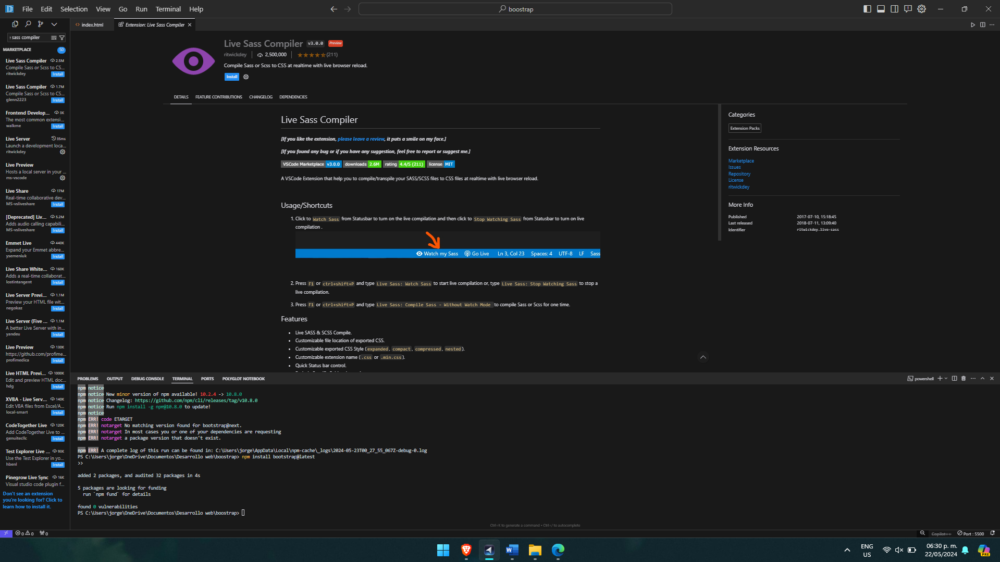 File Edit Selection View Go Run Terminal Help
boostrap
index.html
Extension: Live Sass Compiler
sass compiler
MARKETPLACE 50
Live Sass Compiler 2.5M
Compile Sass or Scss to CS...
ritwickdey Install
Live Sass Compiler 1.7M
Compile Sass or Scss to CS...
glenn2223 Install
Frontend Develop... 3K
The most common extensi...
walkme Install
Live Server 35ms
Launch a development loca...
ritwickdey
Live Preview
Hosts a local server in your ...
ms-vscode
Live Share 17M
Real-time collaborative dev...
MS-vsliveshare Install
[Deprecated] Liv... 5.2M
Adds audio calling capabili...
MS-vsliveshare Install
Emmet Live 440K
Expand your Emmet abbre...
ysemeniuk Install
Live Share White... 160K
Adds a real-time collaborat...
lostintangent Install
Live Server Previ... 1.1M
Preview your HTML file wit...
negokaz Install
Live Server (Five ... 1.1M
A better Live Server with in...
yandeu Install
Live Preview 130K
https://github.com/profime...
profimedica Install
Live HTML Previ... 1000K
Edit and preview HTML doc...
hdg Install
XVBA - Live Serv... 140K
Edit VBA files from Excel/A...
local-smart Install
CodeTogether Live 120K
Add CodeTogether Live to ...
genuitecllc Install
Test Explorer Live ... 93K
Use the Test Explorer in yo...
hbenl Install
Pinegrow Live Sync 16K
Visual studio code plugin f...
Don't see an extension
you're looking for? Click to
learn how to install it.
Live Sass Compiler v3.0.0 Preview
ritwickdey 2,500,000 (211)
Compile Sass or Scss to CSS at realtime with live browser reload.
Install
DETAILS FEATURE CONTRIBUTIONS CHANGELOG DEPENDENCIES
Live Sass Compiler
[If you like the extension, please leave a review, it puts a smile on my face.]
[If you found any bug or if you have any suggestion, feel free to report or suggest me.]
VSCode Marketplace v3.0.0 downloads 2.6M rating 4.4/5 (211) license MIT
A VSCode Extension that help you to compile/transpile your SASS/SCSS files to CSS files at realtime with live browser reload.
Usage/Shortcuts
1. Click to Watch Sass from Statusbar to turn on the live compilation and then click to Stop Watching Sass from Statusbar to turn on live
compilation .
Watch my Sass Go Live Ln 3, Col 23 Spaces: 4 UTF-8 LF Sass
2. Press F1 or ctrl+shift+P and type Live Sass: Watch Sass to start live compilation or, type Live Sass: Stop Watching Sass to stop a
live compilation.
3. Press F1 or ctrl+shift+P and type Live Sass: Compile Sass - Without Watch Mode to compile Sass or Scss for one time.
Features
• Live SASS & SCSS Compile.
• Customizable file location of exported CSS.
• Customizable exported CSS Style (expanded, compact, compressed, nested).
• Customizable extension name (.css or .min.css).
• Quick Status bar control.
Categories
Extension Packs
Extension Resources
Marketplace
Issues
Repository
License
ritwickdey
More Info
Published 2017-07-10, 15:18:45
Last released 2018-07-11, 13:09:40
Identifier ritwickdey.live-sass
PROBLEMS OUTPUT DEBUG CONSOLE TERMINAL PORTS POLYGLOT NOTEBOOK
powershell
npm notice
npm notice New minor version of npm available! 10.2.4 -> 10.8.0
npm notice Changelog: https://github.com/npm/cli/releases/tag/v10.8.0
npm notice Run npm install -g npm@10.8.0 to update!
npm notice
npm ERR! code ETARGET
npm ERR! notarget No matching version found for bootstrap@next.
npm ERR! notarget In most cases you or one of your dependencies are requesting
npm ERR! notarget a package version that doesn't exist.
npm ERR! A complete log of this run can be found in: C:\Users\jorge\AppData\Local\npm-cache\_logs\2024-05-23T00_27_55_067Z-debug-0.log
PS C:\Users\jorge\OneDrive\Documentos\Desarrollo web\boostrap> npm install bootstrap@latest
>>
added 2 packages, and audited 32 packages in 4s
5 packages are looking for funding
run `npm fund` for details
found 0 vulnerabilities
PS C:\Users\jorge\OneDrive\Documentos\Desarrollo web\boostrap>
Ctrl+K to generate a command • Ctrl+/ to autocomplete
0 0 0
Copilot++ Port : 5500
ENG
US
06:30 p. m.
22/05/2024
PRE